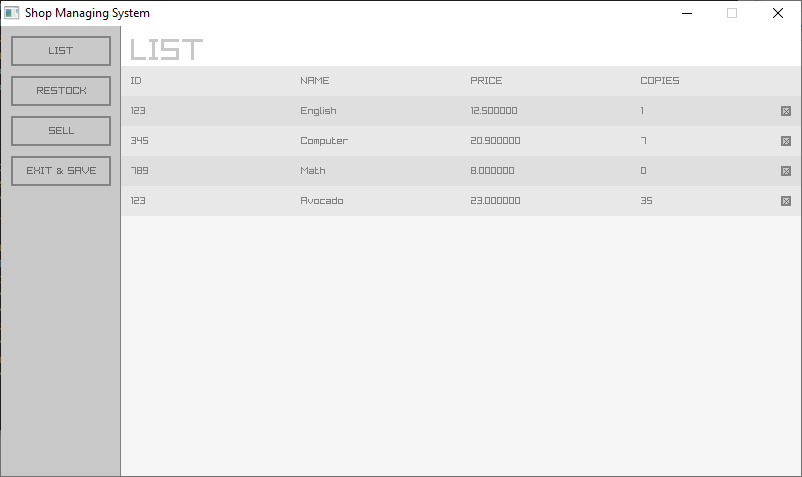 Shop Managing System
LIST
RESTOCK
SELL
EXIT & SAVE
LIST
ID NAME PRICE COPIES
123 English 12.500000 1
345 Computer 20.900000 7
789 Math 8.000000 0
123 Avocado 23.000000 35